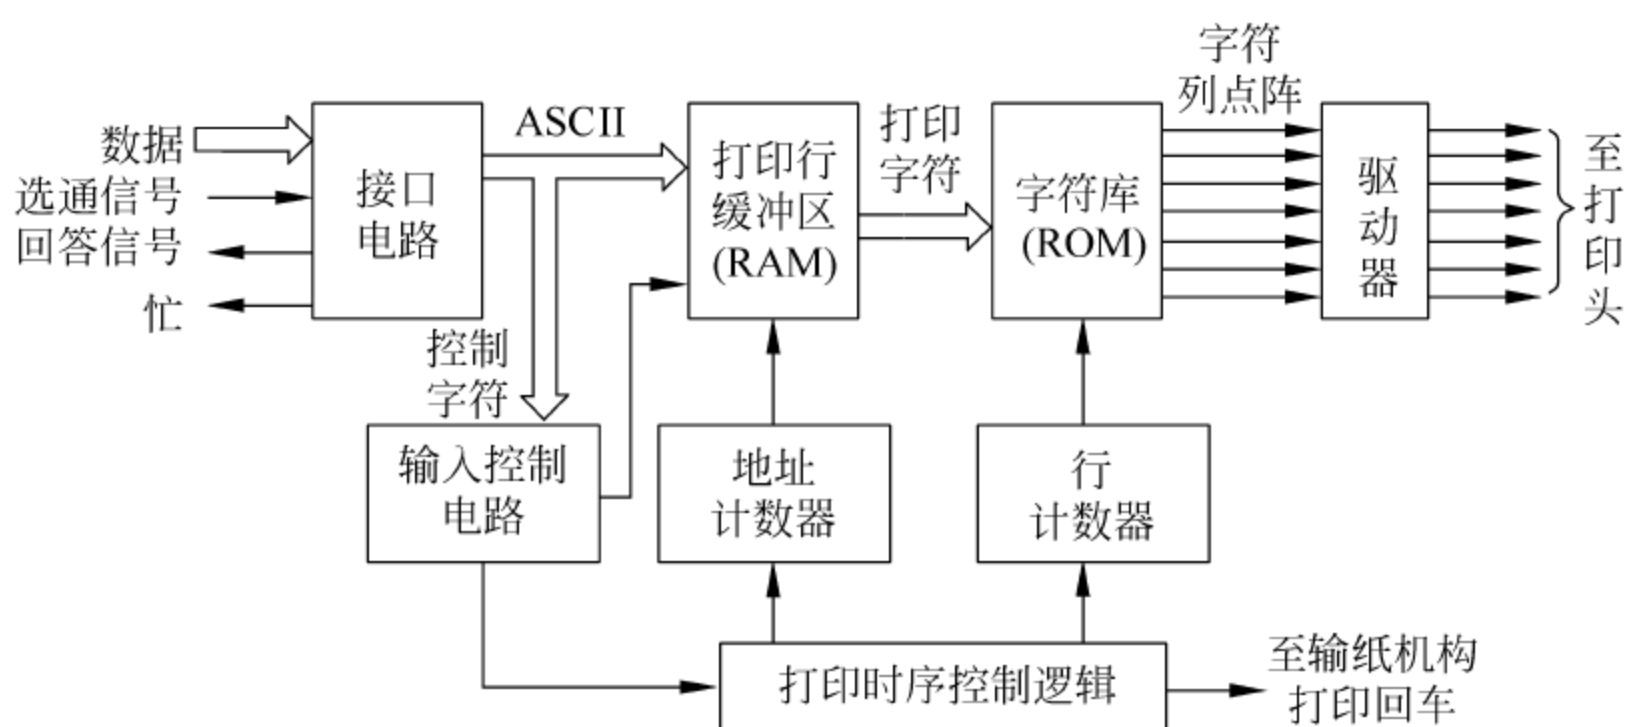 字符
列点阵
数据
选通信号
回答信号
忙
接口
电路
ASCII
打印行
缓冲区
(RAM)
打印
字符
字符库
(ROM)
驱
动
器
至
打
印
头
控制
字符
输入控制
电路
地址
计数器
行
计数器
打印时序控制逻辑
至输纸机构
打印回车